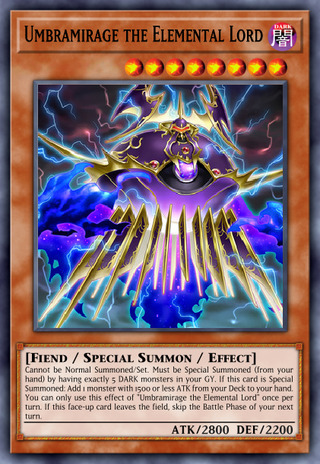 Umbramirage the Elemental Lord
DARK
闇
[Fiend / Special Summon / Effect]
Cannot be Normal Summoned/Set. Must be Special Summoned (from your
hand) by having exactly 5 DARK monsters in your GY. If this card is Special
Summoned: Add 1 monster with 1500 or less ATK from your Deck to your hand.
You can only use this effect of "Umbramirage the Elemental Lord" once per
turn. If this face-up card leaves the field, skip the Battle Phase of your next
turn.
ATK/2800 DEF/2200